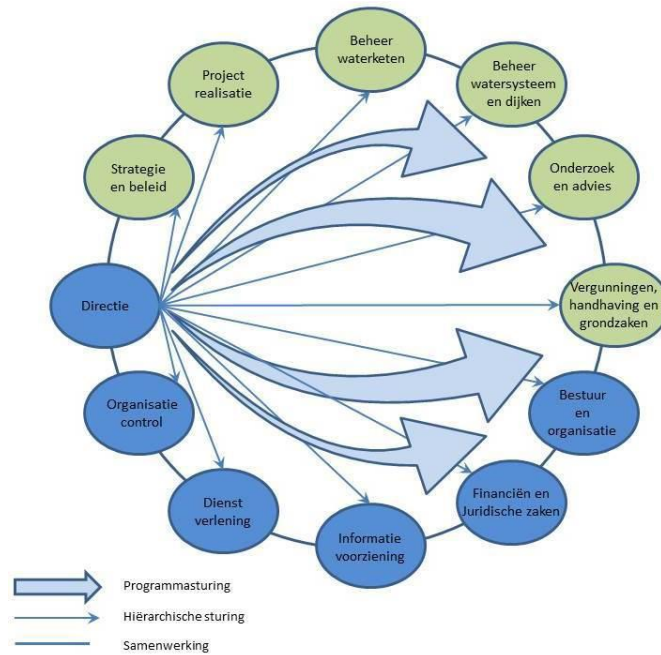 Beheer
waterketen
Project
realisatie
Beheer
watersysteem
en dijken
Strategie
en beleid
Onderzoek
en advies
Directie
Vergunningen,
handhaving en
grondzaken
Organisatie
control
Bestuur
en
organisatie
Dienst
verlening
Financiën en
Juridische zaken
Informatie
voorziening
Programmasturing
Hiërarchische sturing
Samenwerking